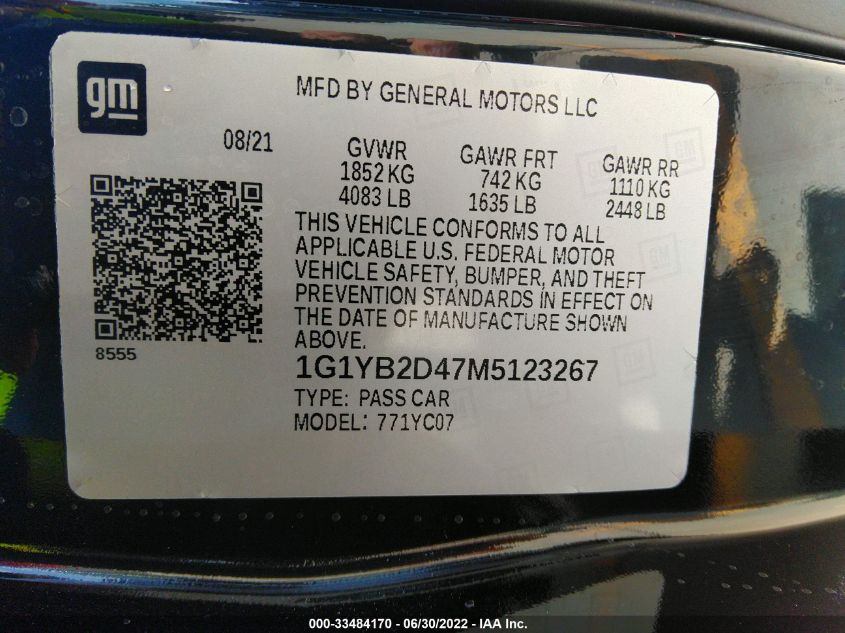 gm
MFD BY GENERAL MOTORS LLC
08/21
GVWR
1852 KG
4083 LB
GAWR FRT
742 KG
1635 LB
GAWR RR
1110 KG
2448 LB
THIS VEHICLE CONFORMS TO ALL
APPLICABLE U.S. FEDERAL MOTOR
VEHICLE SAFETY, BUMPER, AND THEFT
PREVENTION STANDARDS IN EFFECT ON
THE DATE OF MANUFACTURE SHOWN
ABOVE.
8555
1G1YB2D47M5123267
TYPE: PASS CAR
MODEL: 771YC07
000-33484170 - 06/30/2022 - IAA Inc.